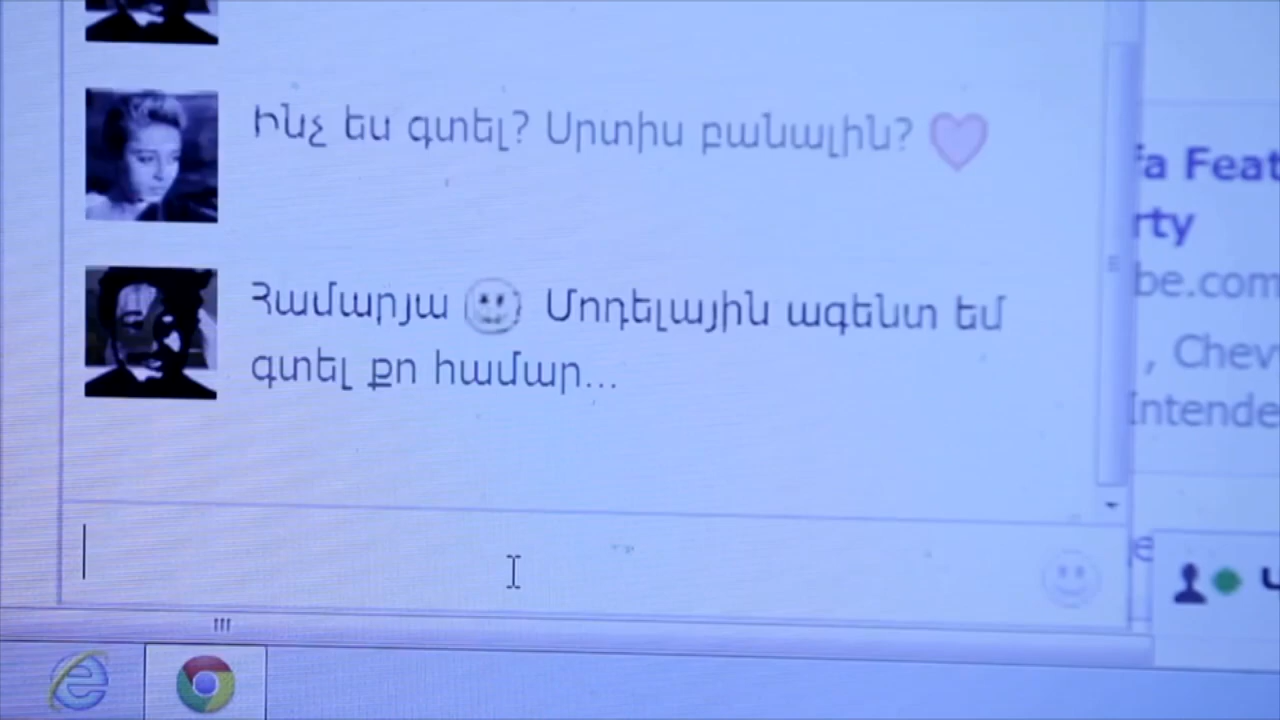 Ինչ ես գտել? Սրտիս բանալին?
Համարյա Մոդելային ագենտ եմ
գտել քո համար...
fa Feat
rty
be.com
, Chev
Intende